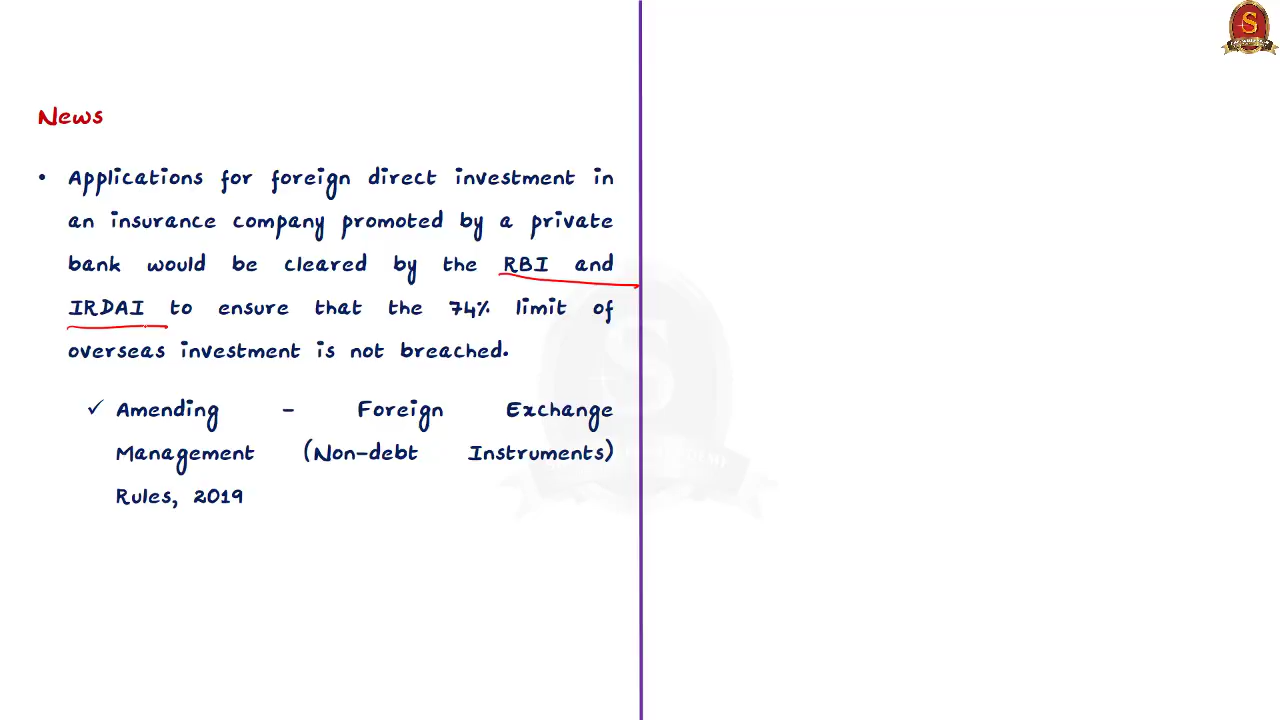 News
• Applications for foreign direct investment in
an insurance company promoted by a private
bank would be cleared by the RBI and
IRDAI to ensure that the 74% limit of
overseas investment is not breached.
✓ Amending - Foreign Exchange
Management (Non-debt Instruments)
Rules, 2019